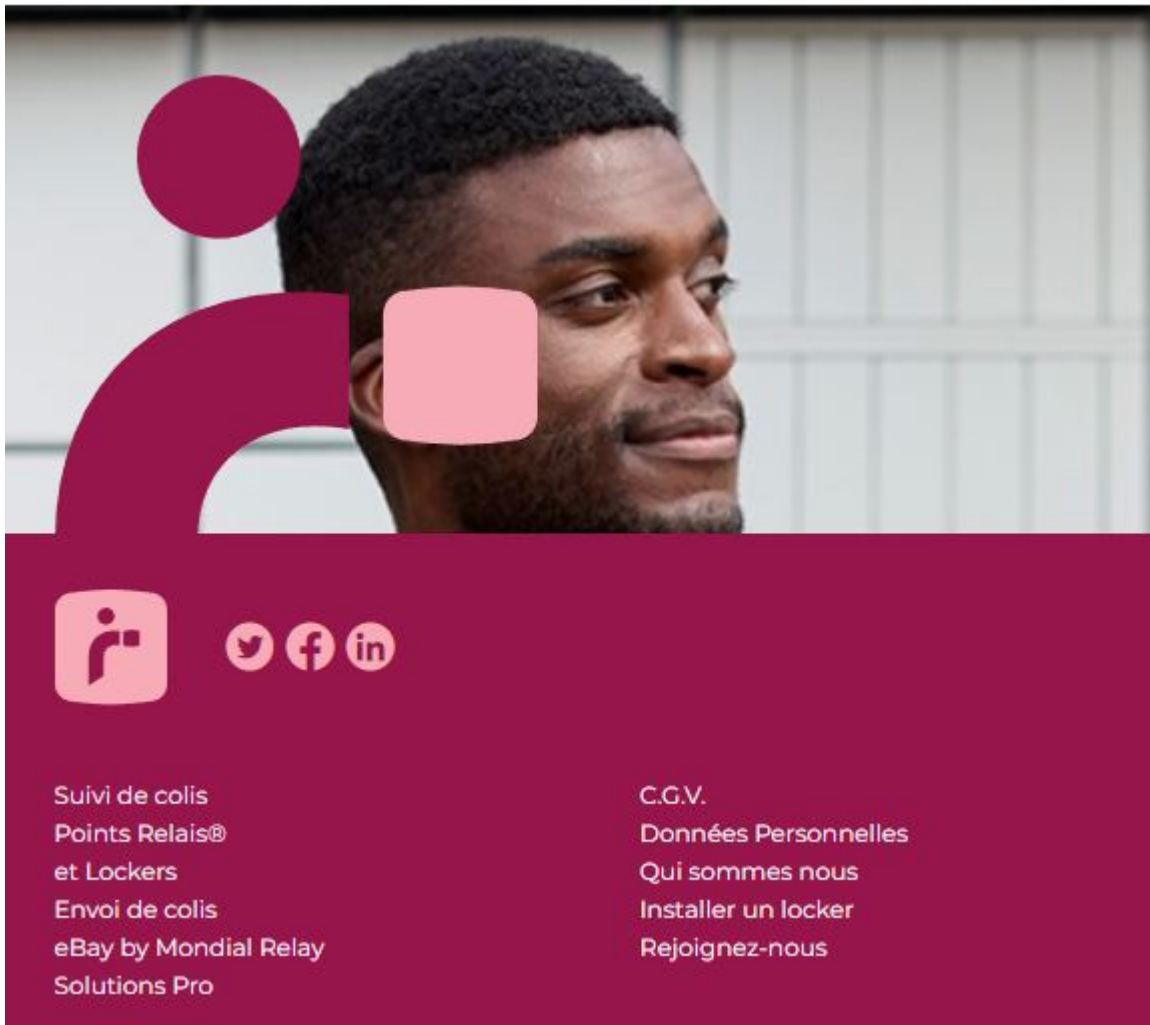 in
Suivi de colis
Points Relais®
et Lockers
Envoi de colis
eBay by Mondial Relay
Solutions Pro
C.G.V.
Données Personnelles
Qui sommes nous
Installer un locker
Rejoignez-nous